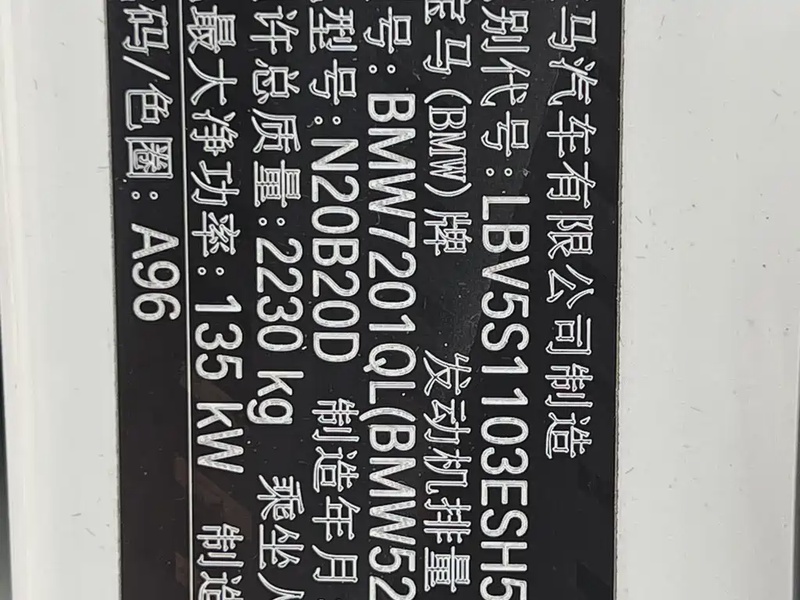 马汽车有限公司制造
别代号:LBV5S1103ESH5
宝马(BMW)牌 发动机排量
号:BMW7201QL(BMW52
型号:N20B20D 制造年月
许总质量:2230 kg 乘坐人
最大净功率:135 kW 制造
码/色圈:A96